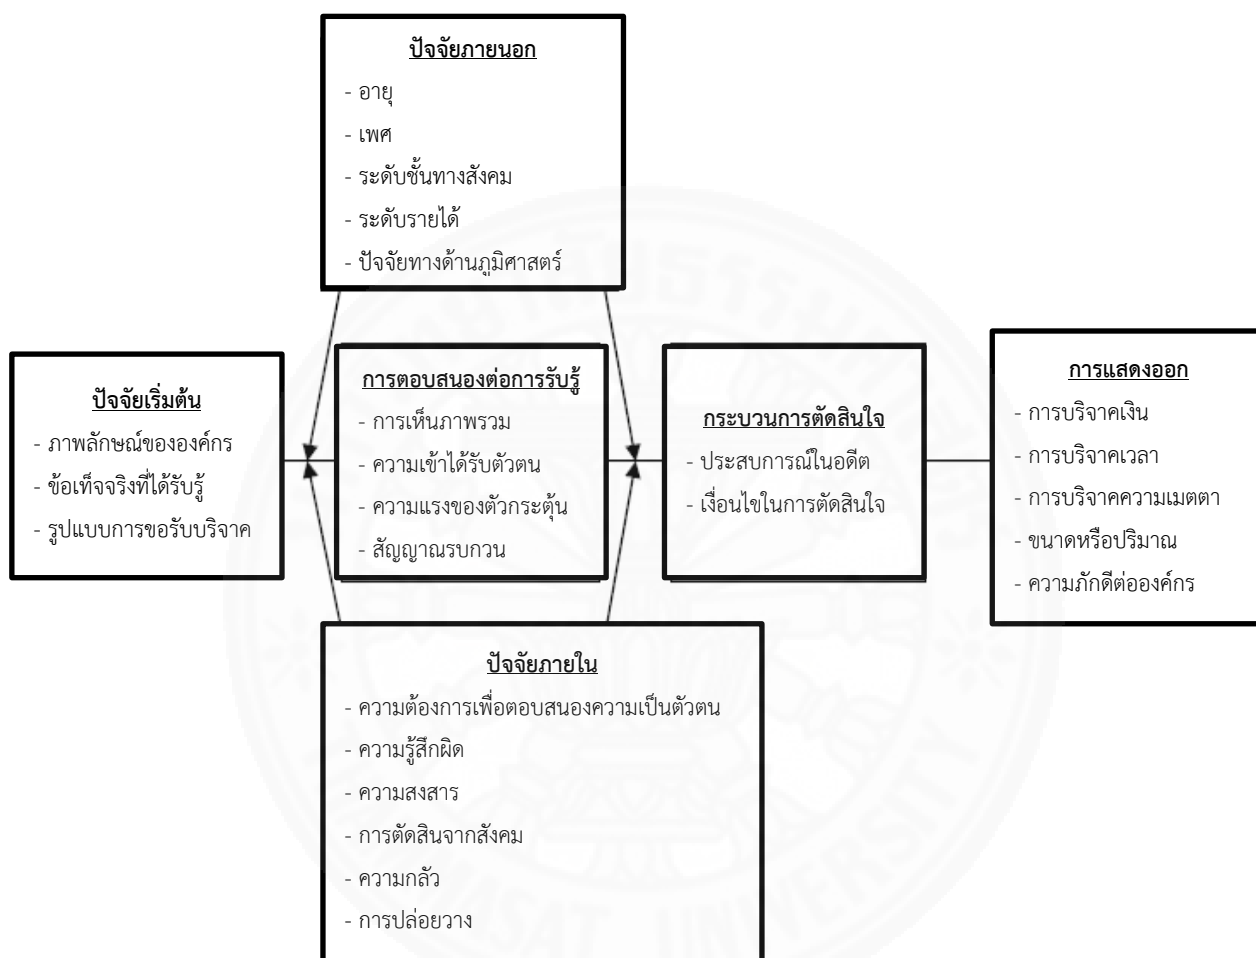 ปัจจัยภายนอก
- อายุ
- เพศ
- ระดับชั้นทางสังคม
- ระดับรายได้
- ปัจจัยทางด้านภูมิศาสตร์
ปัจจัยเริ่มต้น
- ภาพลักษณ์ขององค์กร
- ข้อเท็จจริงที่ได้รับรู้
- รูปแบบการขอรับบริจาค
การตอบสนองต่อการรับรู้
- การเห็นภาพรวม
- ความเข้าได้รับตัวตน
- ความแรงของตัวกระตุ้น
- สัญญาณรบกวน
กระบวนการตัดสินใจ
- ประสบการณ์ในอดีต
- เงื่อนไขในการตัดสินใจ
การแสดงออก
- การบริจาคเงิน
- การบริจาคเวลา
- การบริจาคความเมตตา
- ขนาดหรือปริมาณ
- ความภักดีต่อองค์กร
ปัจจัยภายใน
- ความต้องการเพื่อตอบสนองความเป็นตัวตน
- ความรู้สึกผิด
- ความสงสาร
- การตัดสินจากสังคม
- ความกลัว
- การปล่อยวาง